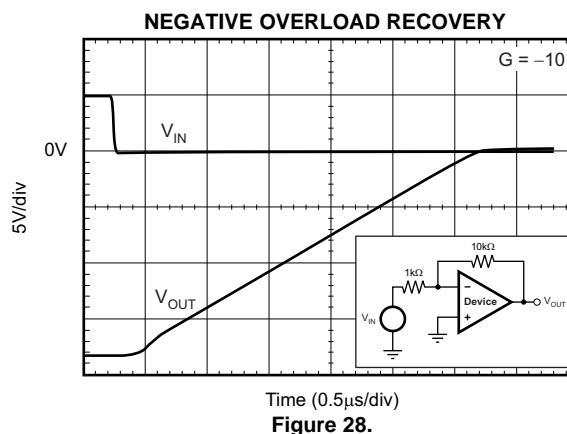 NEGATIVE OVERLOAD RECOVERY
G = −10
V_IN
0V
5V/div
10kΩ
1kΩ
Device
−
+
V_OUT
V_IN
V_OUT
Time (0.5μs/div)
Figure 28.